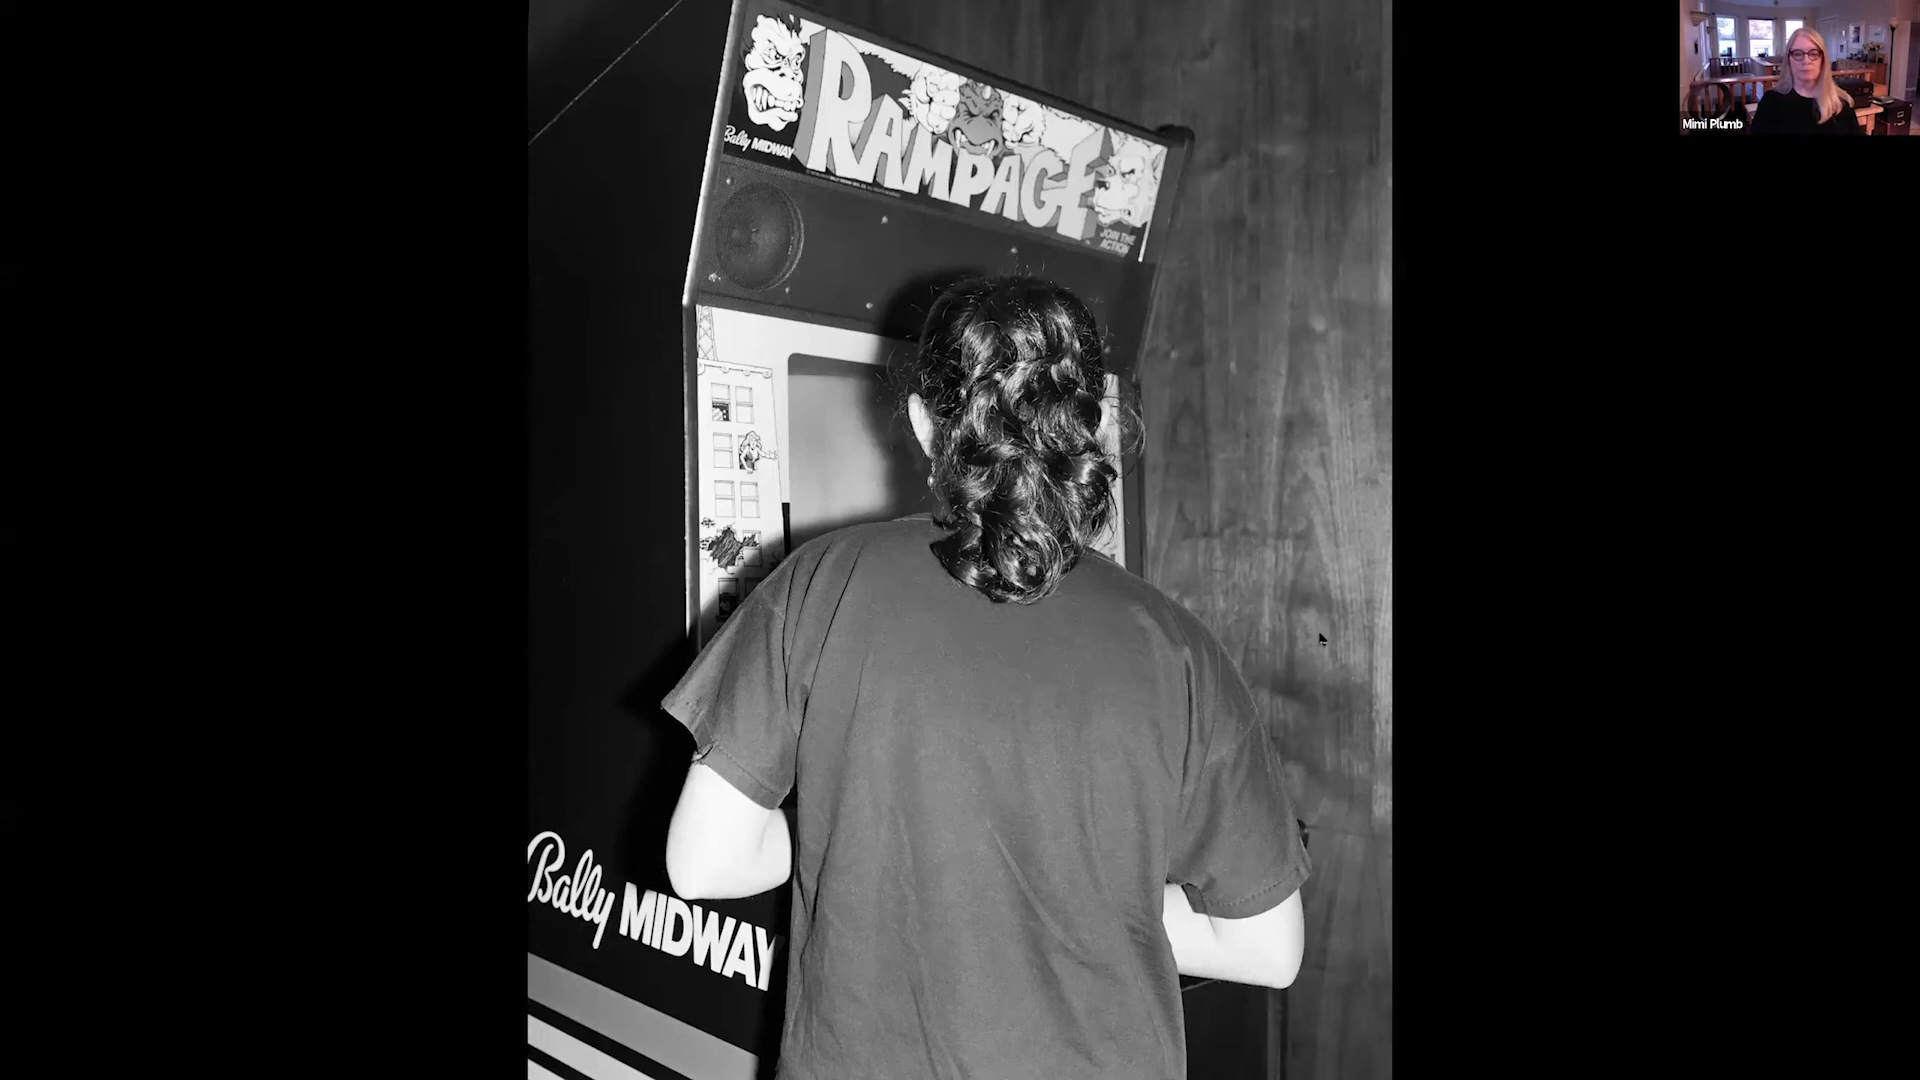 RAMPAGE
Bally MIDWAY
JOIN THE
ACTION
Bally MIDWAY
Mimi Plumb